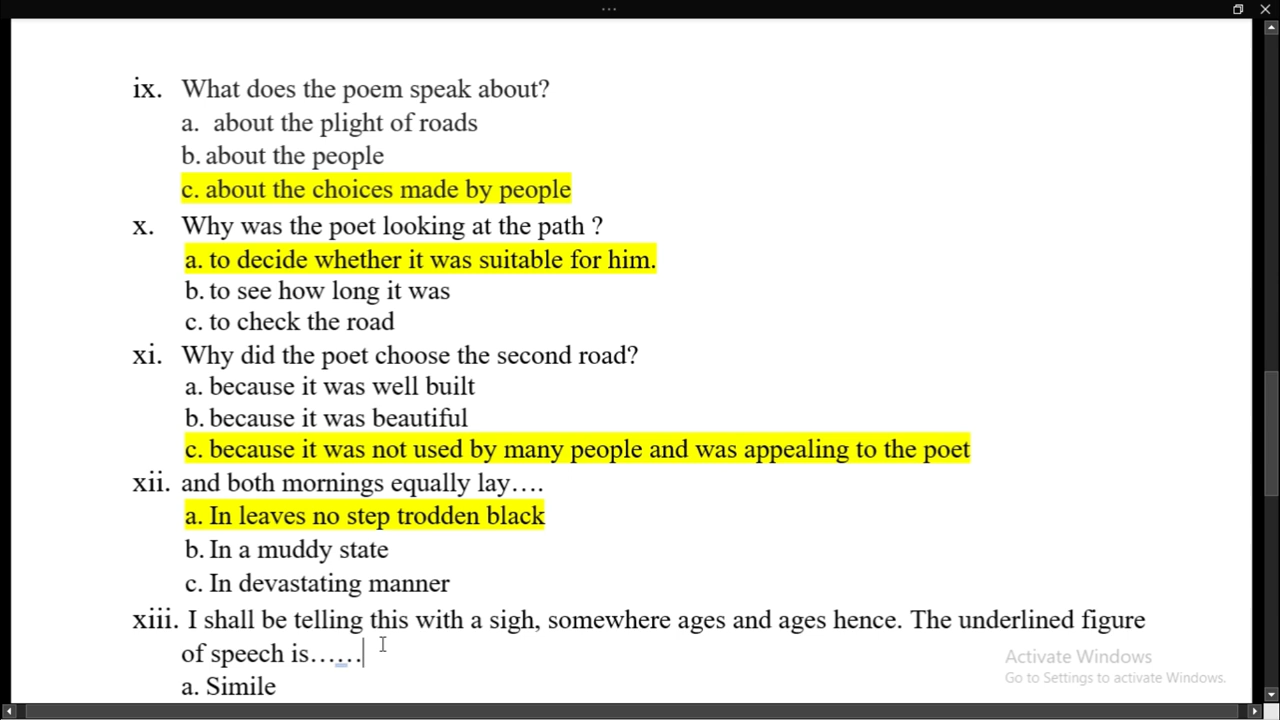 ix. What does the poem speak about?
a. about the plight of roads
b. about the people
c. about the choices made by people
x. Why was the poet looking at the path ?
a. to decide whether it was suitable for him.
b. to see how long it was
c. to check the road
xi. Why did the poet choose the second road?
a. because it was well built
b. because it was beautiful
c. because it was not used by many people and was appealing to the poet
xii. and both mornings equally lay….
a. In leaves no step trodden black
b. In a muddy state
c. In devastating manner
xiii. I shall be telling this with a sigh, somewhere ages and ages hence. The underlined figure
of speech is……
a. Simile
Activate Windows
Go to Settings to activate Windows.